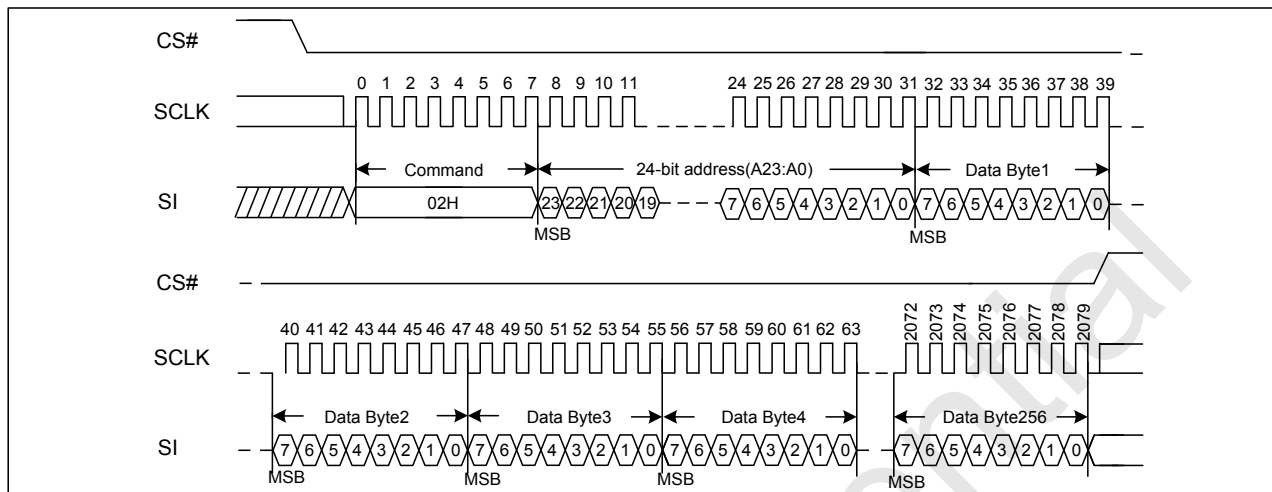 CS#
0 1 2 3 4 5 6 7 8 9 10 11 24 25 26 27 28 29 30 31 32 33 34 35 36 37 38 39
SCLK
Command 24-bit address(A23:A0) Data Byte1
SI 02H 23 22 21 20 19 7 6 5 4 3 2 1 0 7 6 5 4 3 2 1 0
MSB MSB
CS#
40 41 42 43 44 45 46 47 48 49 50 51 52 53 54 55 56 57 58 59 60 61 62 63 2072 2073 2074 2075 2076 2077 2078 2079
SCLK
Data Byte2 Data Byte3 Data Byte4 Data Byte256
SI 7 6 5 4 3 2 1 0 7 6 5 4 3 2 1 0 7 6 5 4 3 2 1 0 7 6 5 4 3 2 1 0
MSB MSB MSB MSB